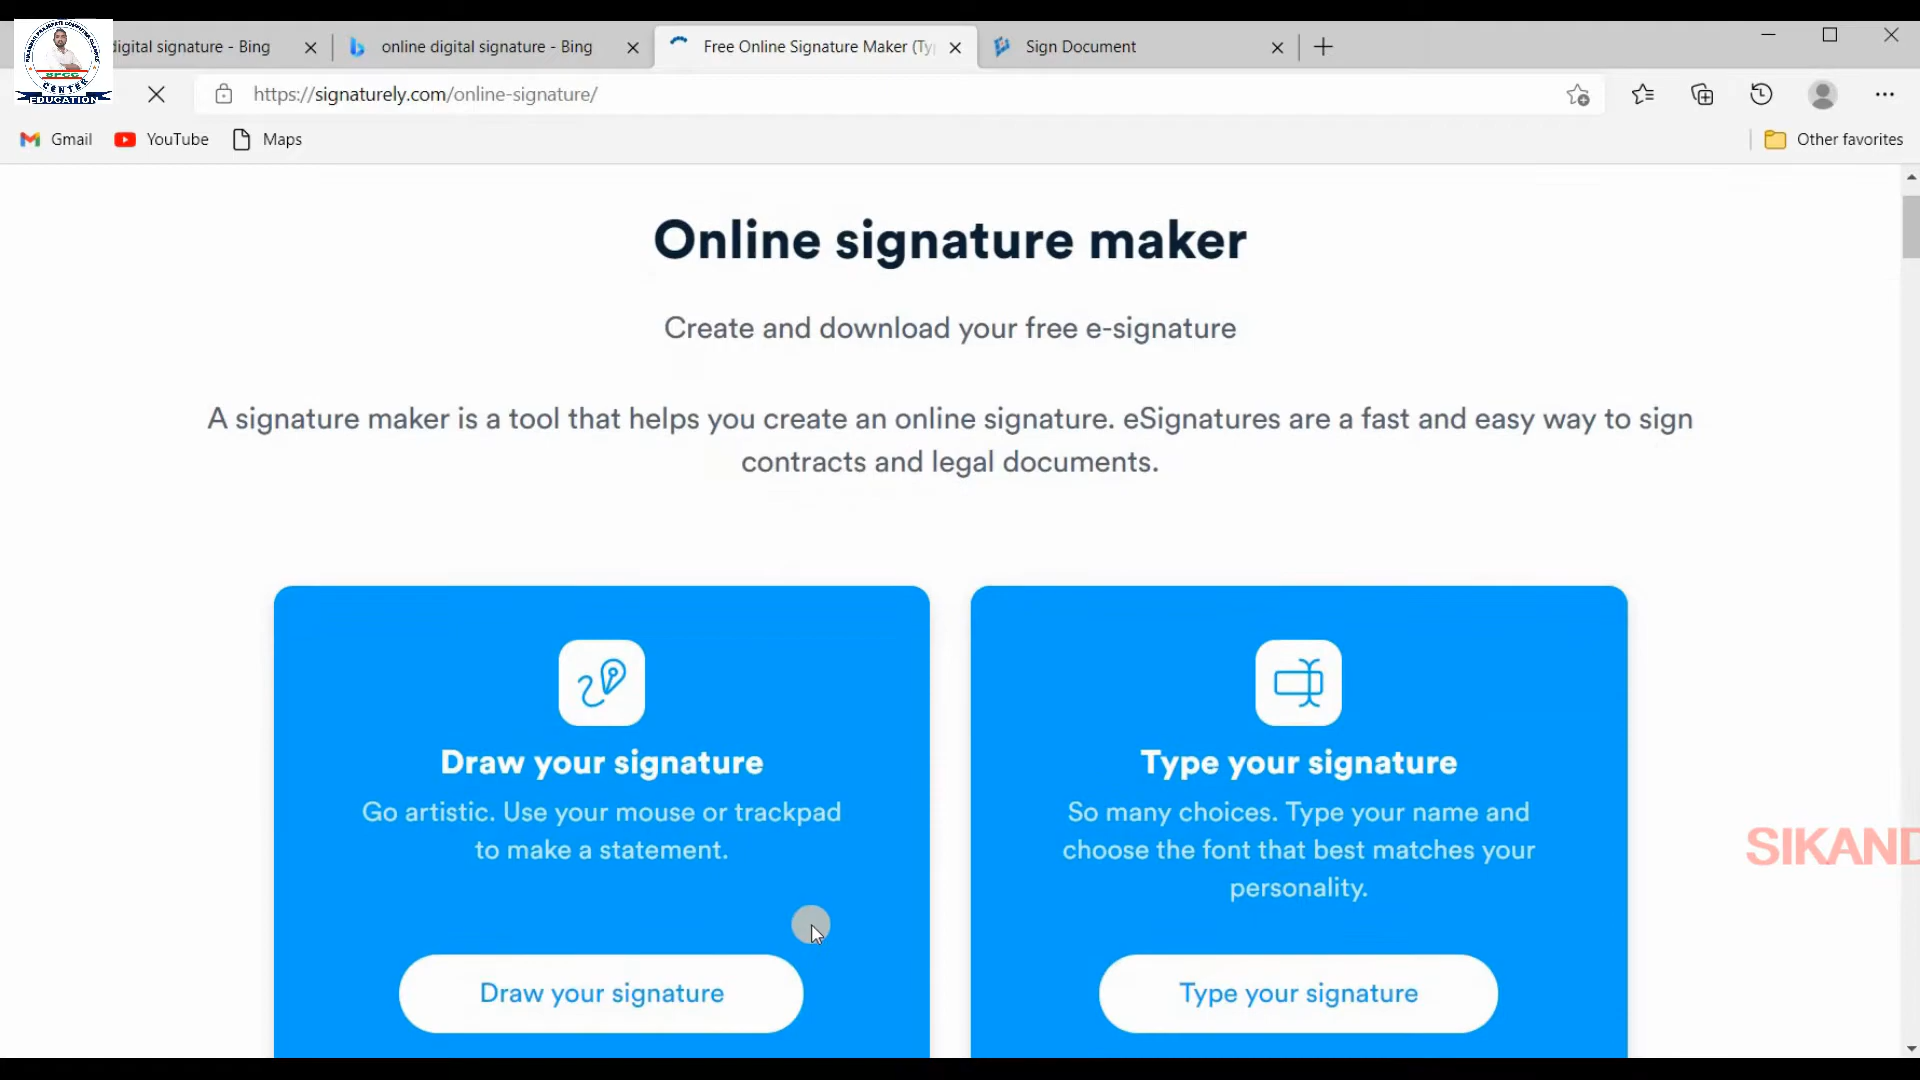 digital signature - Bing
online digital signature - Bing
Free Online Signature Maker (Ty
Sign Document
https://signaturely.com/online-signature/
Gmail
YouTube
Maps
Other favorites
CENTER
EDUCATION
Online signature maker
Create and download your free e-signature
A signature maker is a tool that helps you create an online signature. eSignatures are a fast and easy way to sign
contracts and legal documents.
Draw your signature
Go artistic. Use your mouse or trackpad
to make a statement.
Draw your signature
Type your signature
So many choices. Type your name and
choose the font that best matches your
personality.
Type your signature
SIKAND